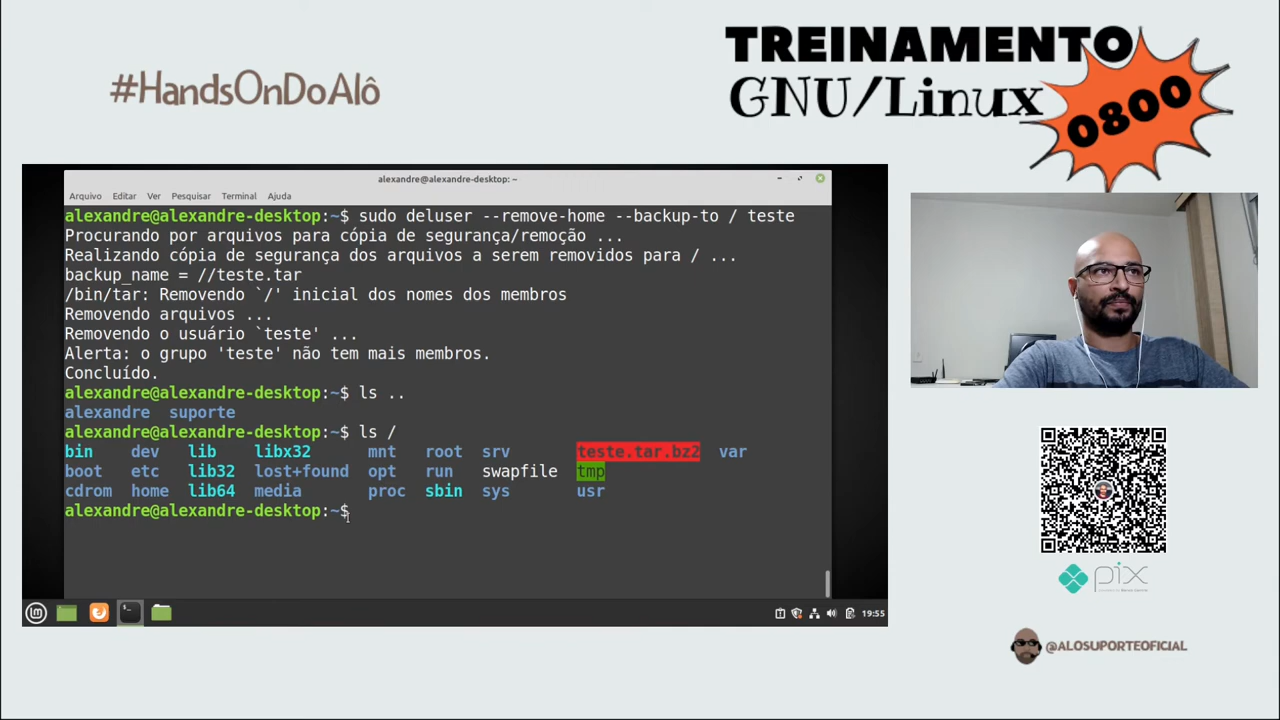 #HandsOnDoAlô
TREINAMENTO
GNU/Linux
0800
alexandre@alexandre-desktop: ~
Arquivo Editar Ver Pesquisar Terminal Ajuda
alexandre@alexandre-desktop:~$ sudo deluser --remove-home --backup-to / teste
Procurando por arquivos para cópia de segurança/remoção ...
Realizando cópia de segurança dos arquivos a serem removidos para / ...
backup_name = //teste.tar
/bin/tar: Removendo `/' inicial dos nomes dos membros
Removendo arquivos ...
Removendo o usuário `teste' ...
Alerta: o grupo 'teste' não tem mais membros.
Concluído.
alexandre@alexandre-desktop:~$ ls ..
alexandre suporte
alexandre@alexandre-desktop:~$ ls /
bin dev lib libx32 mnt root srv teste.tar.bz2 var
boot etc lib32 lost+found opt run swapfile tmp
cdrom home lib64 media proc sbin sys usr
alexandre@alexandre-desktop:~$
19:55
pix
@ALOSUPORTEOFICIAL